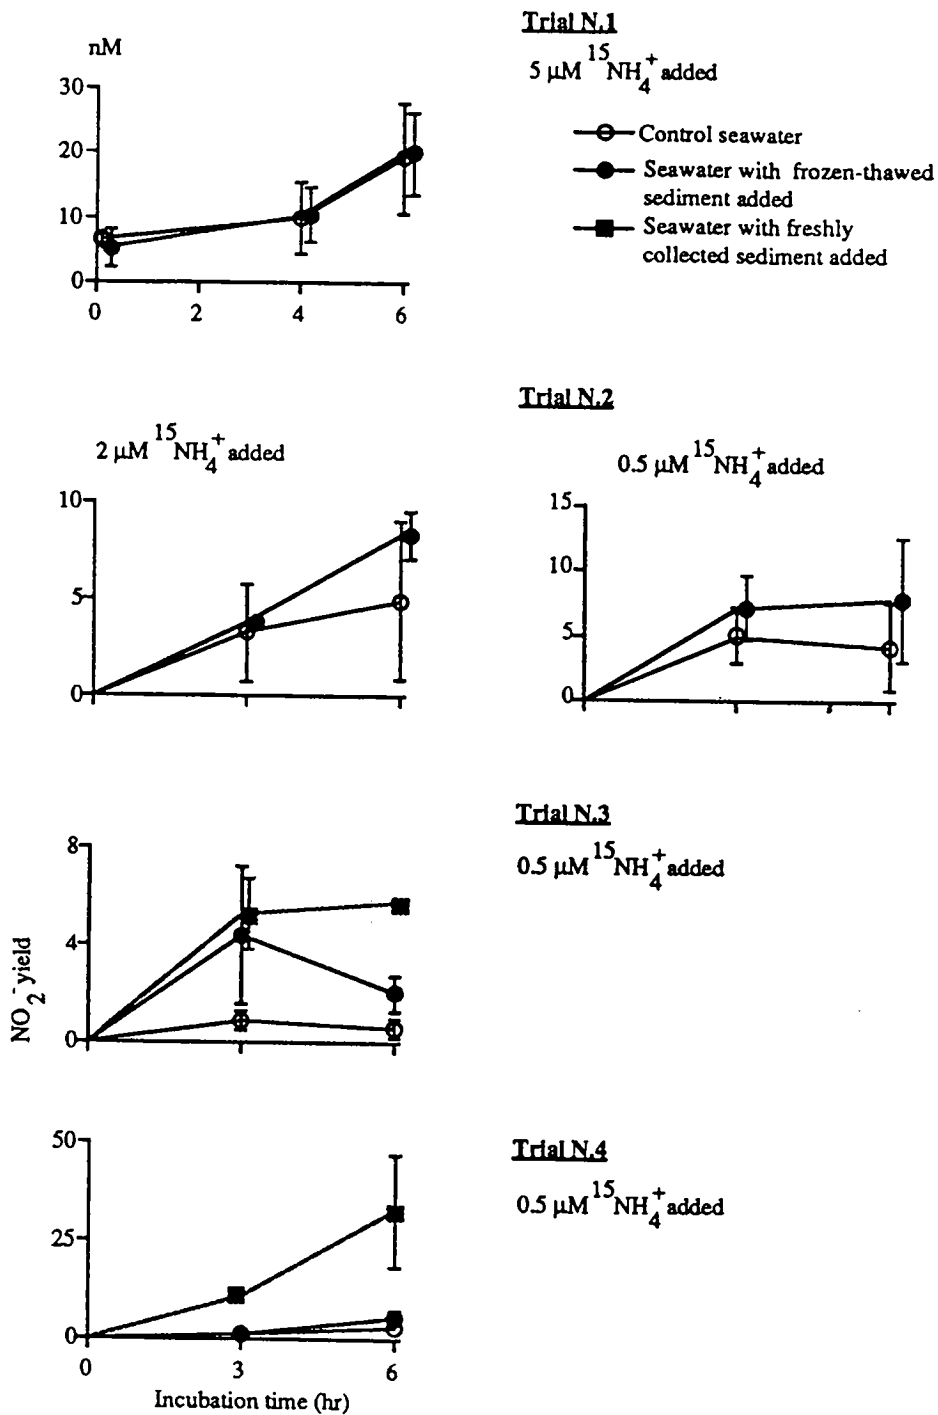 Trial N.1
nM
5 µM ¹⁵NH₄⁺ added
30
20
10
0
0 2 4 6
Control seawater
Seawater with frozen-thawed
sediment added
Seawater with freshly
collected sediment added
Trial N.2
2 µM ¹⁵NH₄⁺ added
10
5
0
0.5 µM ¹⁵NH₄⁺ added
15
10
5
0
Trial N.3
0.5 µM ¹⁵NH₄⁺ added
8
4
0
NO₂⁻ yield
Trial N.4
0.5 µM ¹⁵NH₄⁺ added
50
25
0
0 3 6
Incubation time (hr)